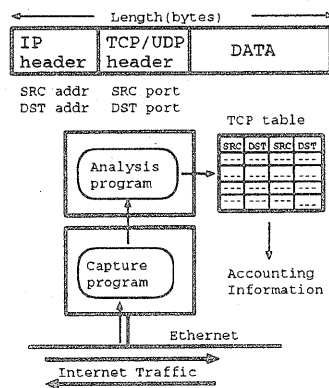 Length(bytes)
IP header
TCP/UDP header
DATA
SRC addr SRC port
DST addr DST port
TCP table
SRC DST SRC DST
Analysis program
Capture program
Accounting Information
Ethernet
Internet Traffic